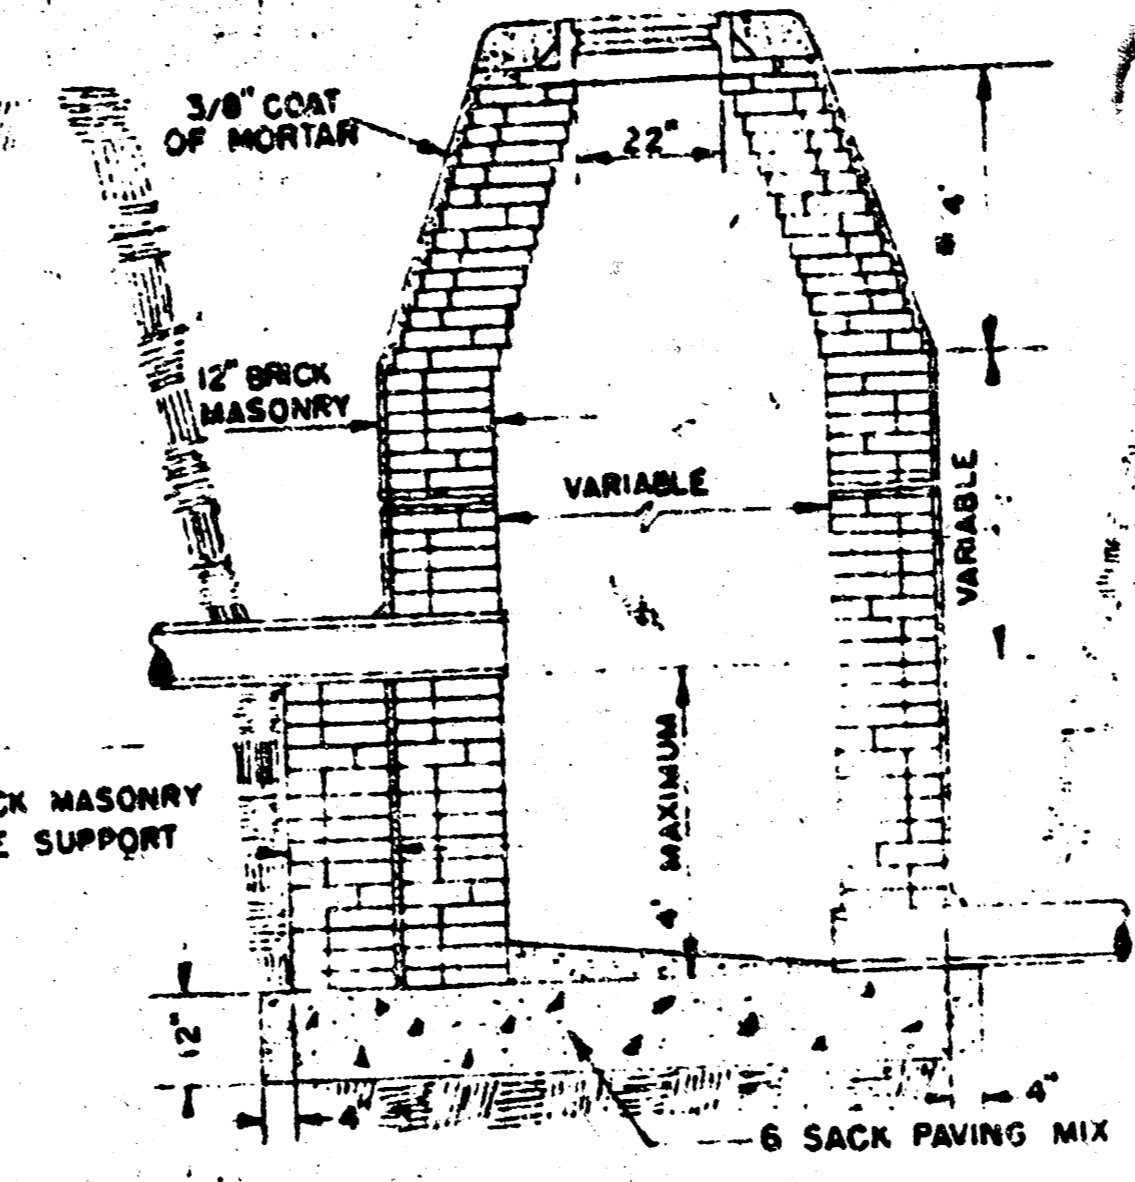 3/8" COAT
OF MORTAR
22"
4'
12" BRICK
MASONRY
VARIABLE
VARIABLE
CK MASONRY
E SUPPORT
4' MAXIMUM
12"
4"
4"
6 SACK PAVING MIX